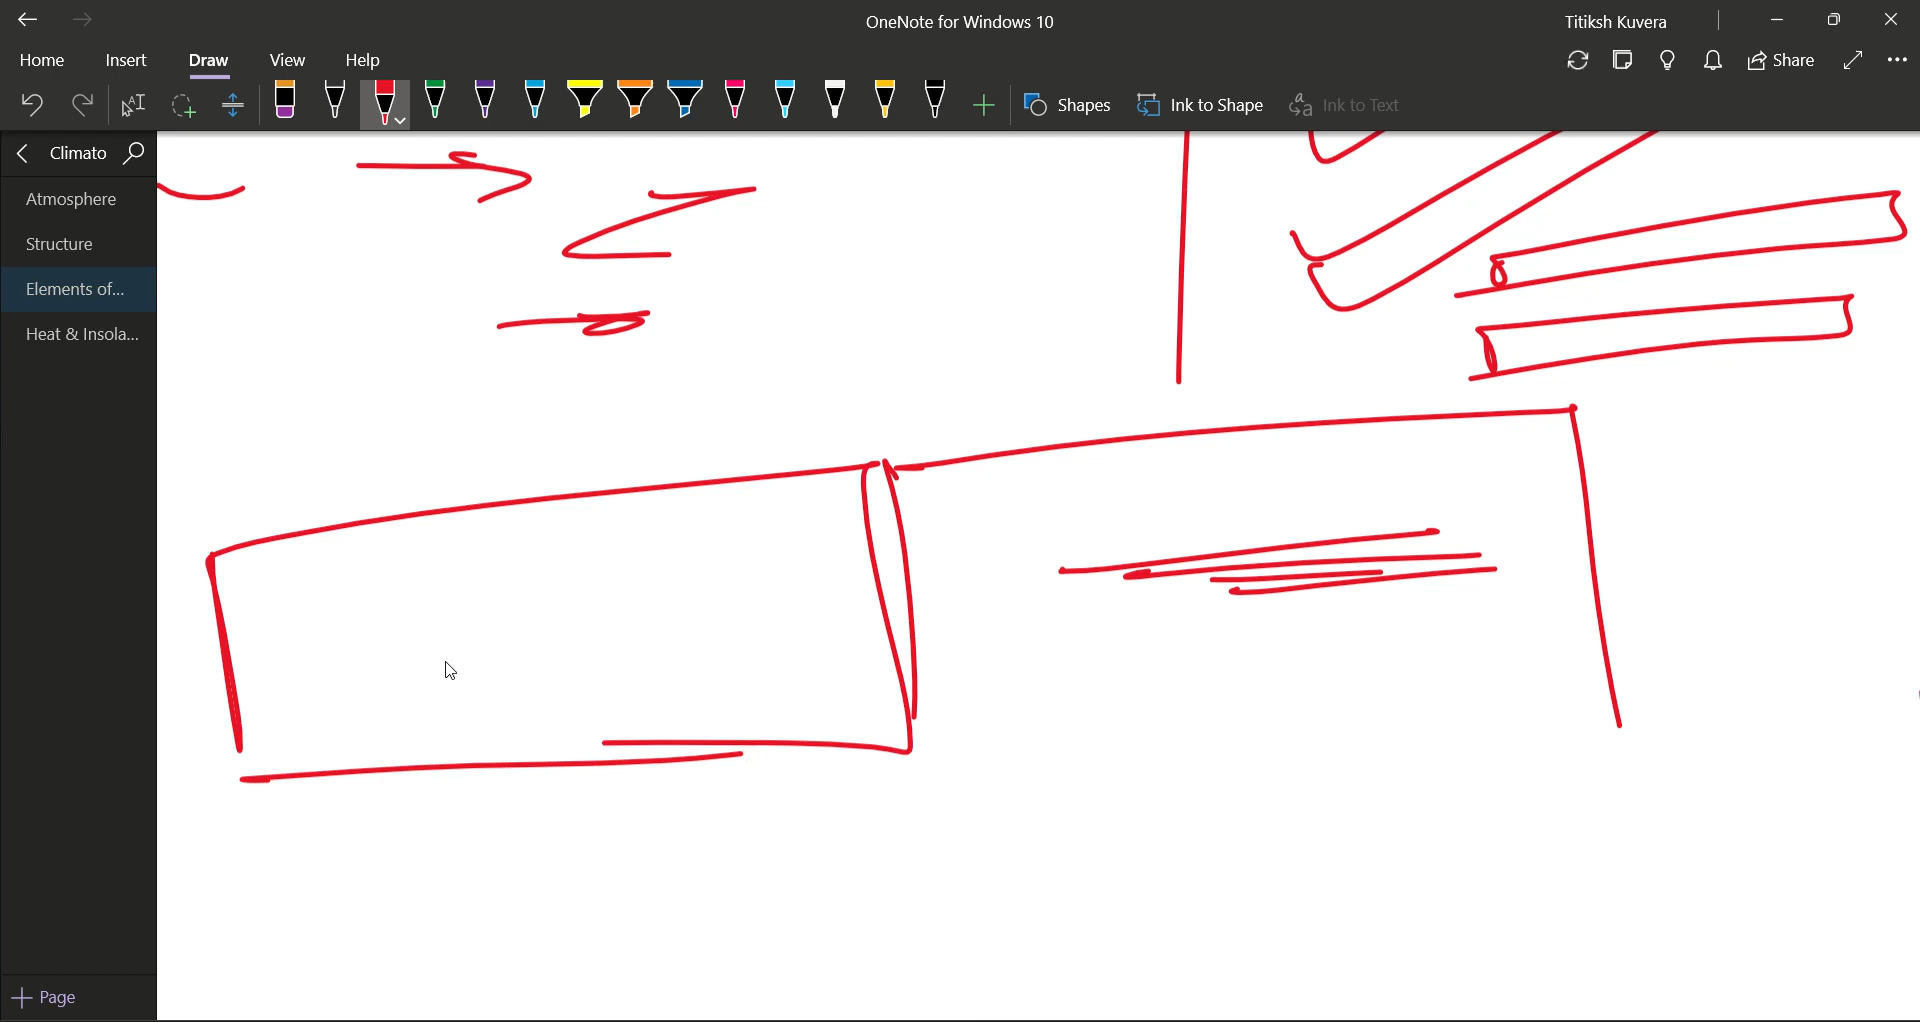 OneNote for Windows 10
Titiksh Kuvera
Home Insert Draw View Help
Share
Shapes Ink to Shape Ink to Text
Climato
Atmosphere
Structure
Elements of...
Heat & Insola...
Page